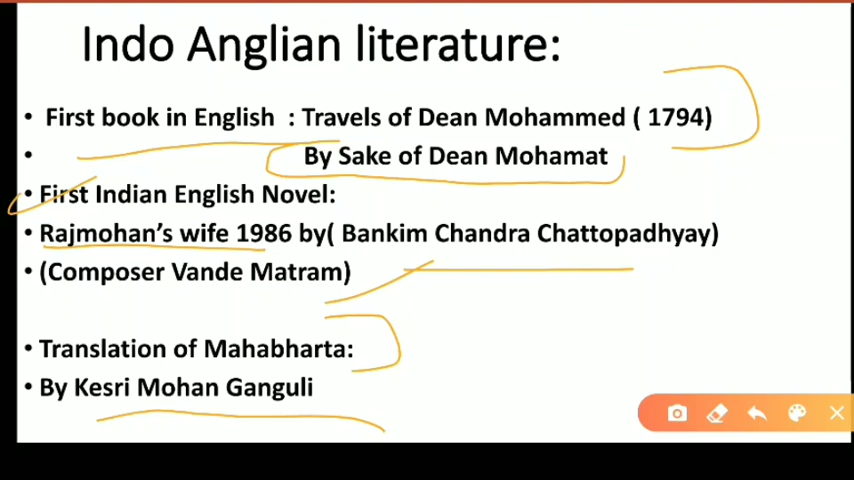 Indo Anglian literature:
• First book in English : Travels of Dean Mohammed ( 1794)
• By Sake of Dean Mohamat
• First Indian English Novel:
• Rajmohan's wife 1986 by( Bankim Chandra Chattopadhyay)
• (Composer Vande Matram)
• Translation of Mahabharta:
• By Kesri Mohan Ganguli